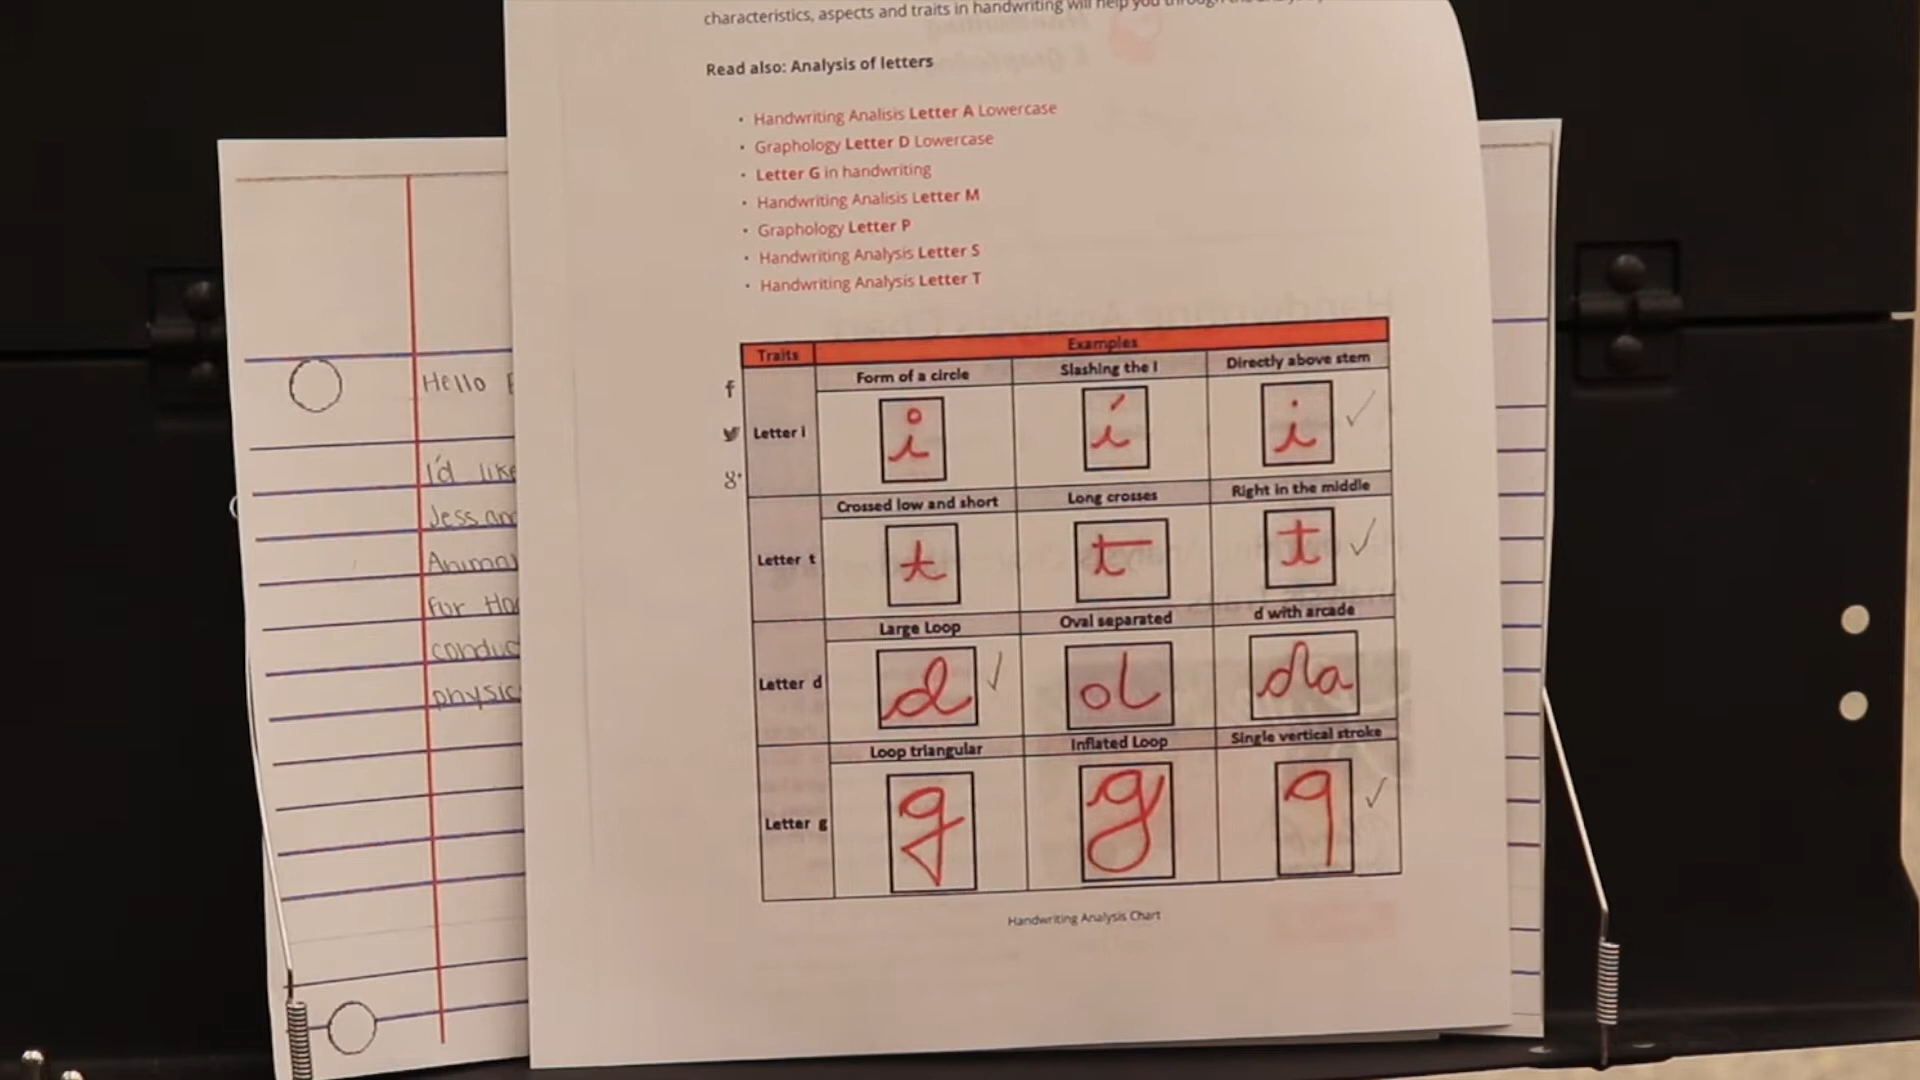 characteristics, aspects and traits in handwriting will help you through the
Read also: Analysis of letters
• Handwriting Analisis Letter A Lowercase
• Graphology Letter D Lowercase
• Letter G in handwriting
• Handwriting Analisis Letter M
• Graphology Letter P
• Handwriting Analysis Letter S
• Handwriting Analysis Letter T
Traits Examples
Form of a circle Slashing the I Directly above stem
Letter i i i i
Crossed low and short Long crosses Right in the middle
Letter t t t t
Large Loop Oval separated d with arcade
Letter d d d da
Loop triangular Inflated Loop Single vertical stroke
Letter g g g g
Handwriting Analysis Chart
f
g+
Hello
I'd like
Jess and
for